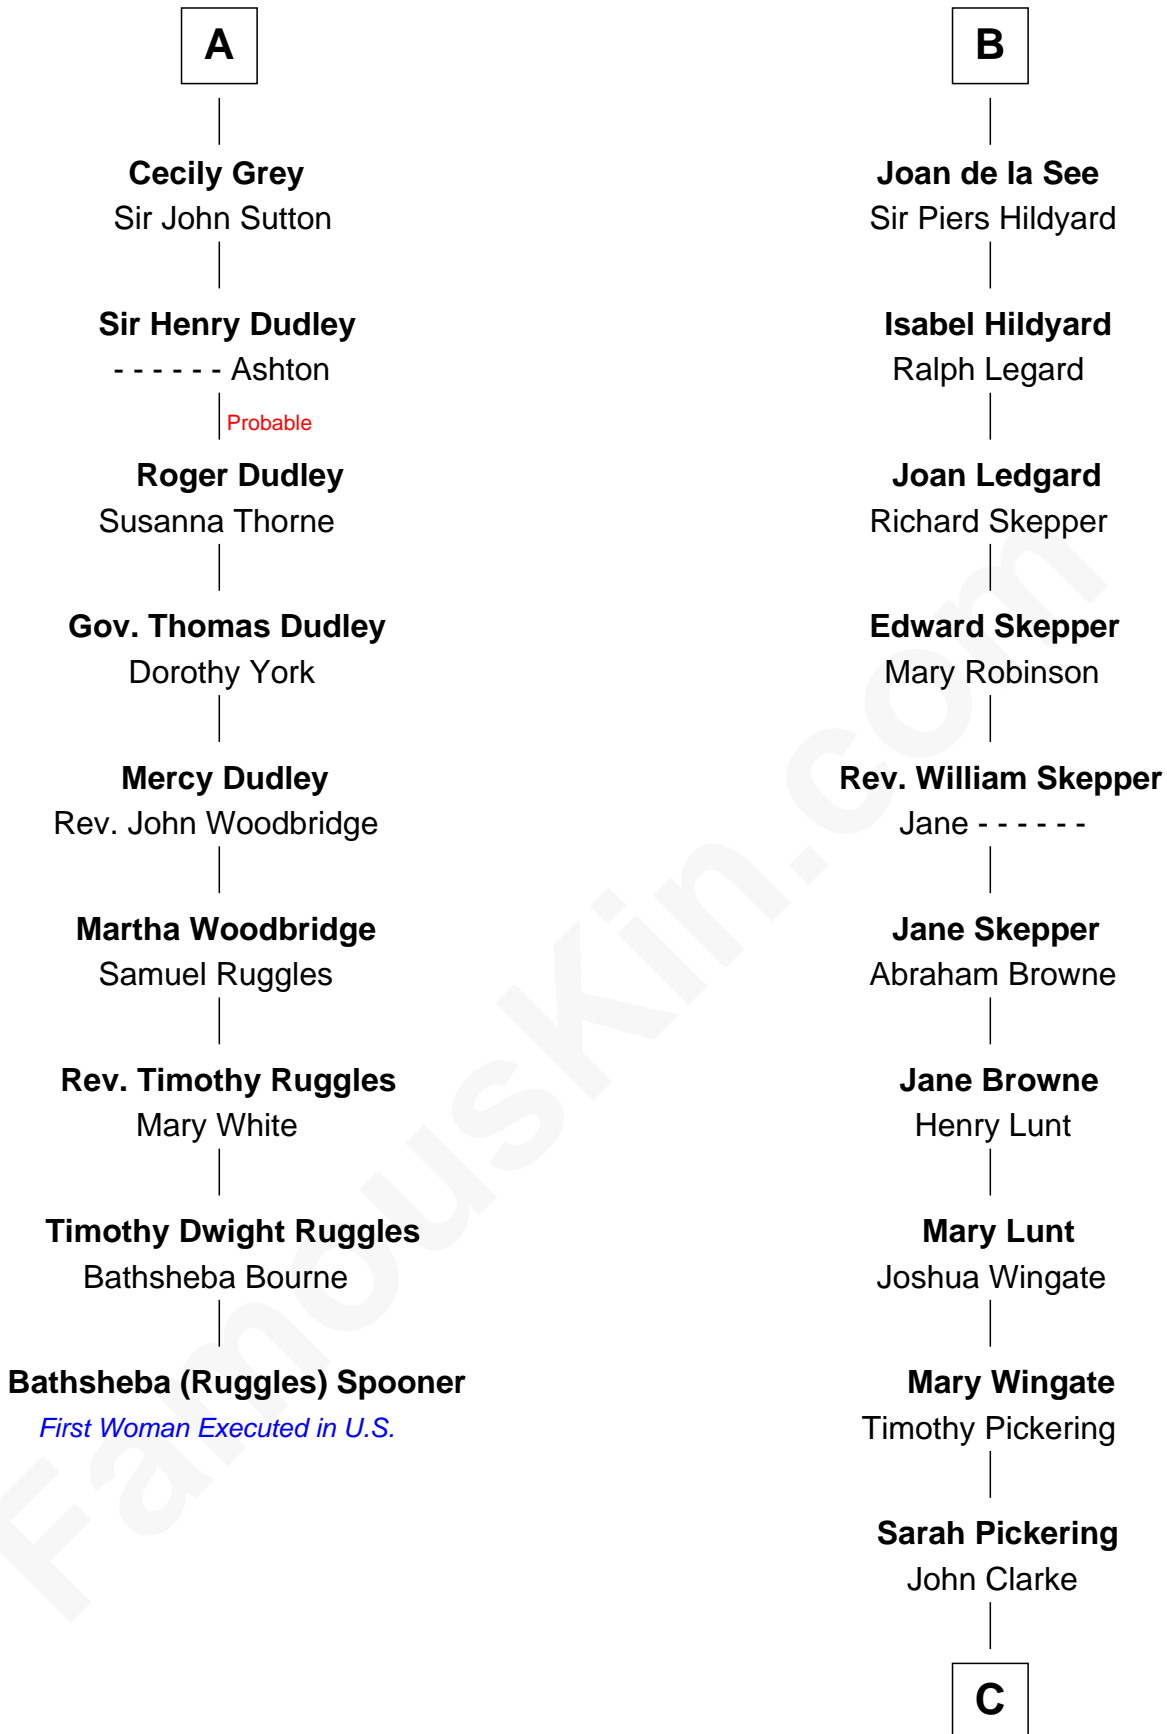 A
Cecily Grey
Sir John Sutton
Sir Henry Dudley
- - - - - - Ashton
Probable
Roger Dudley
Susanna Thorne
Gov. Thomas Dudley
Dorothy York
Mercy Dudley
Rev. John Woodbridge
Martha Woodbridge
Samuel Ruggles
Rev. Timothy Ruggles
Mary White
Timothy Dwight Ruggles
Bathsheba Bourne
Bathsheba (Ruggles) Spooner
First Woman Executed in U.S.
B
Joan de la See
Sir Piers Hildyard
Isabel Hildyard
Ralph Legard
Joan Ledgard
Richard Skepper
Edward Skepper
Mary Robinson
Rev. William Skepper
Jane - - - - - -
Jane Skepper
Abraham Browne
Jane Browne
Henry Lunt
Mary Lunt
Joshua Wingate
Mary Wingate
Timothy Pickering
Sarah Pickering
John Clarke
C
FamousKin.com